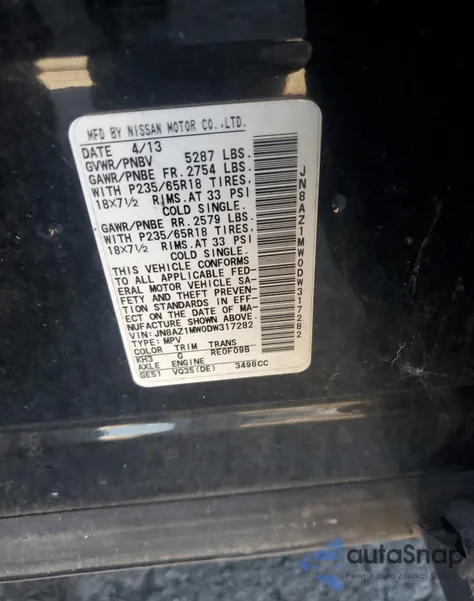 MFD BY NISSAN MOTOR CO., LTD.
DATE 4/13
GVWR/PNBV 5287 LBS.
GAWR/PNBE FR. 2754 LBS.
WITH P235/65R18 TIRES,
18X7½ RIMS. AT 33 PSI
COLD SINGLE.
GAWR/PNBE RR. 2579 LBS.
WITH P235/65R18 TIRES,
18X7½ RIMS. AT 33 PSI
COLD SINGLE.
THIS VEHICLE CONFORMS
TO ALL APPLICABLE FED-
ERAL MOTOR VEHICLE SA-
FETY AND THEFT PREVEN-
TION STANDARDS IN EFF-
ECT ON THE DATE OF MA-
NUFACTURE SHOWN ABOVE.
VIN: JN8AZ1MW0DW317282
TYPE: MPV
COLOR TRIM TRANS
KH3 G RE0F09B
AXLE ENGINE
GE51 VQ35(DE) 3498CC
JN8AZ1MW0DW317282
autoSnap
Pewne auto z aukcji